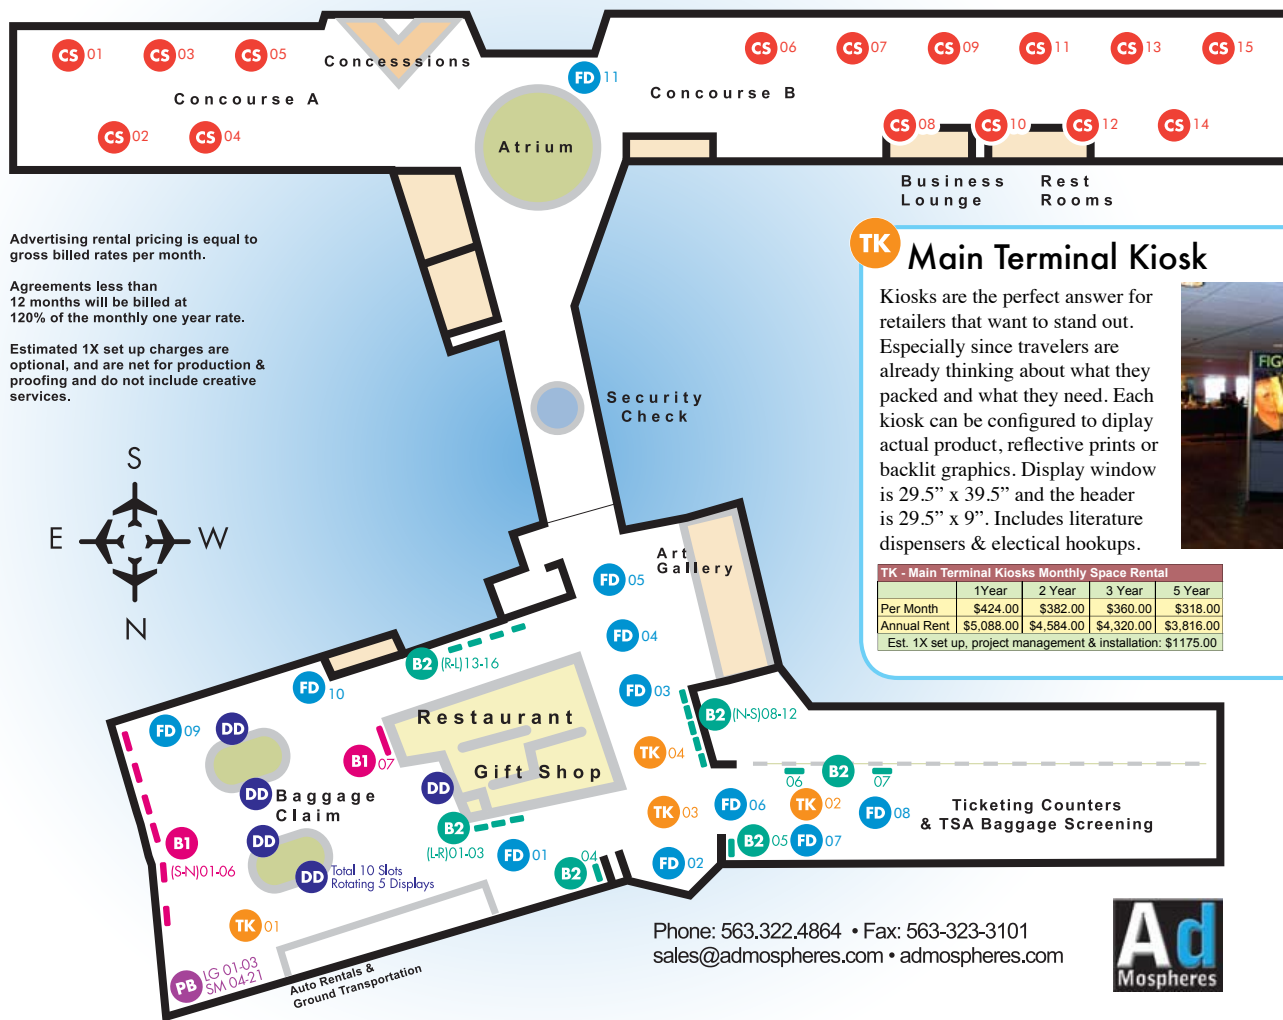 CS 01
CS 03
CS 05
Concesssions
FD 11
CS 06
CS 07
CS 09
CS 11
CS 13
CS 15
Concourse A
Concourse B
CS 02
CS 04
Atrium
CS 08
CS 10
CS 12
CS 14
Business
Lounge
Rest
Rooms
Advertising rental pricing is equal to
gross billed rates per month.
Agreements less than
12 months will be billed at
120% of the monthly one year rate.
Estimated 1X set up charges are
optional, and are net for production &
proofing and do not include creative
services.
TK Main Terminal Kiosk
Kiosks are the perfect answer for
retailers that want to stand out.
Especially since travelers are
already thinking about what they
packed and what they need. Each
kiosk can be configured to diplay
actual product, reflective prints or
backlit graphics. Display window
is 29.5” x 39.5” and the header
is 29.5” x 9”. Includes literature
dispensers & electical hookups.
FIG
TK - Main Terminal Kiosks Monthly Space Rental
1Year 2 Year 3 Year 5 Year
Per Month $424.00 $382.00 $360.00 $318.00
Annual Rent $5,088.00 $4,584.00 $4,320.00 $3,816.00
Est. 1X set up, project management & installation: $1175.00
Security
Check
S
E W
N
Art
Gallery
FD 05
FD 04
B2 (R-L)13-16
FD 10
FD 03
FD 09
DD
Restaurant
B2 (N-S)08-12
B1 07
TK 04
Gift Shop
DD
DD
Baggage
Claim
06 B2 07
TK 03
FD 06
TK 02
FD 08
Ticketing Counters
& TSA Baggage Screening
B1
(S-N)01-06
DD
B2
(L-R)01-03
FD 01
B2 04
B2 05
FD 07
FD 02
DD
Total 10 Slots
Rotating 5 Displays
TK 01
PB LG 01-03
SM 04-21
Auto Rentals &
Ground Transportation
Phone: 563.322.4864 • Fax: 563-323-3101
sales@admospheres.com • admospheres.com
Ad
Mospheres